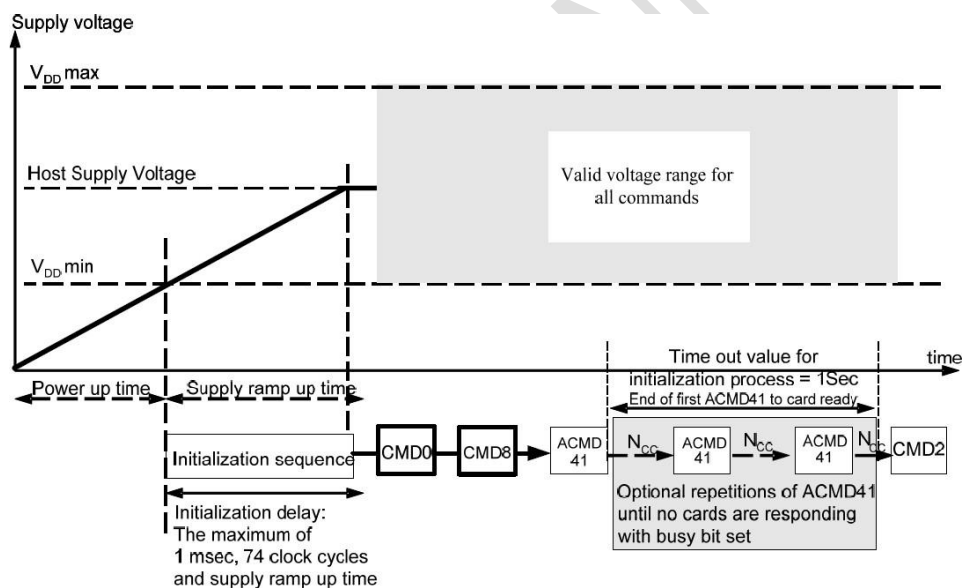 Supply voltage
V_DD max
Host Supply Voltage
Valid voltage range for
all commands
V_DD min
Time out value for
time
Power up time
Supply ramp up time
initialization process = 1Sec
End of first ACMD41 to card ready
Initialization sequence
CMD0
CMD8
ACMD
41
N_CC
ACMD
41
N_CC
ACMD
41
N_CC
CMD2
Optional repetitions of ACMD41
until no cards are responding
with busy bit set
Initialization delay:
The maximum of
1 msec, 74 clock cycles
and supply ramp up time